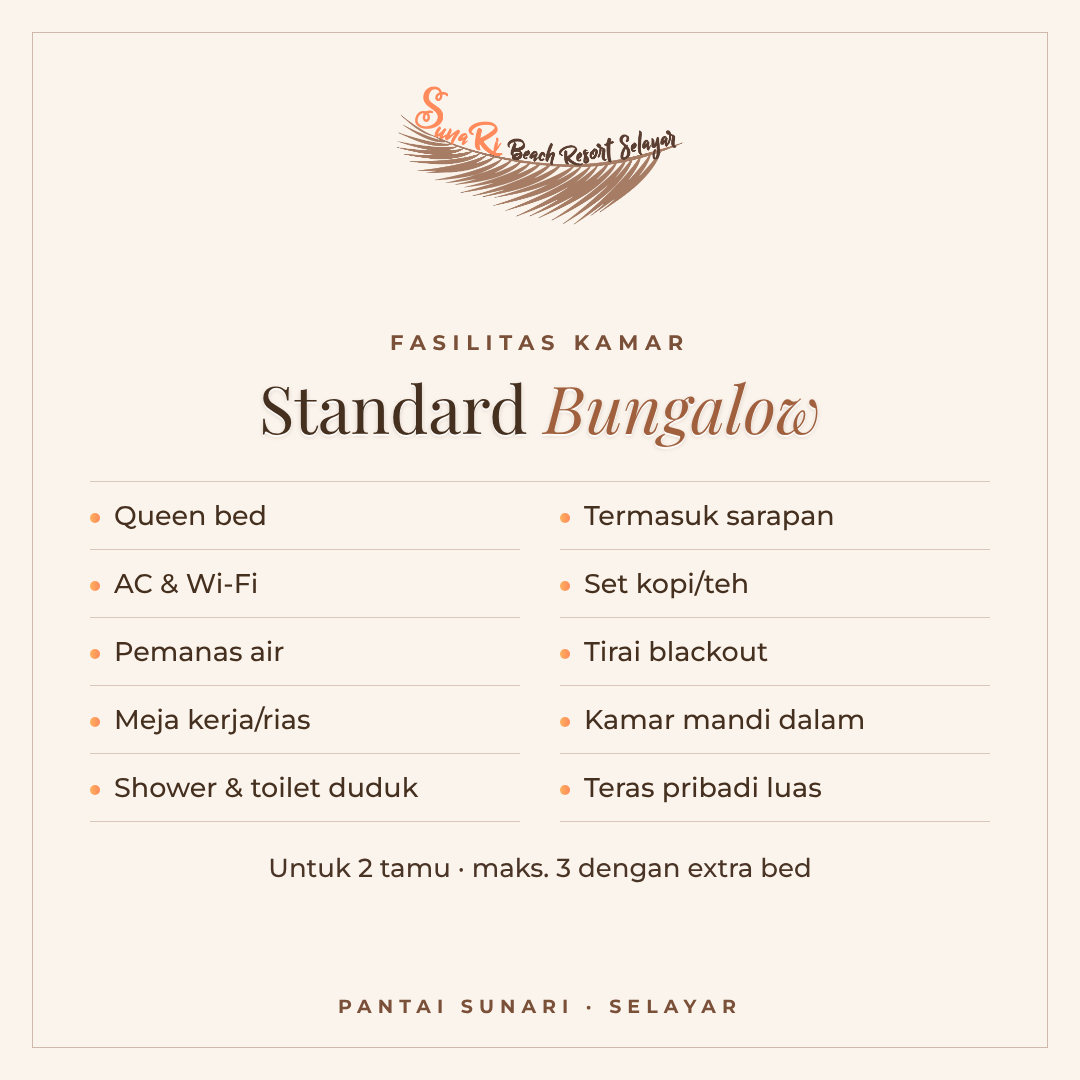 SunaRi Beach Resort Selayar
FASILITAS KAMAR
Standard Bungalow
Queen bed
Termasuk sarapan
AC & Wi-Fi
Set kopi/teh
Pemanas air
Tirai blackout
Meja kerja/rias
Kamar mandi dalam
Shower & toilet duduk
Teras pribadi luas
Untuk 2 tamu · maks. 3 dengan extra bed
PANTAI SUNARI · SELAYAR